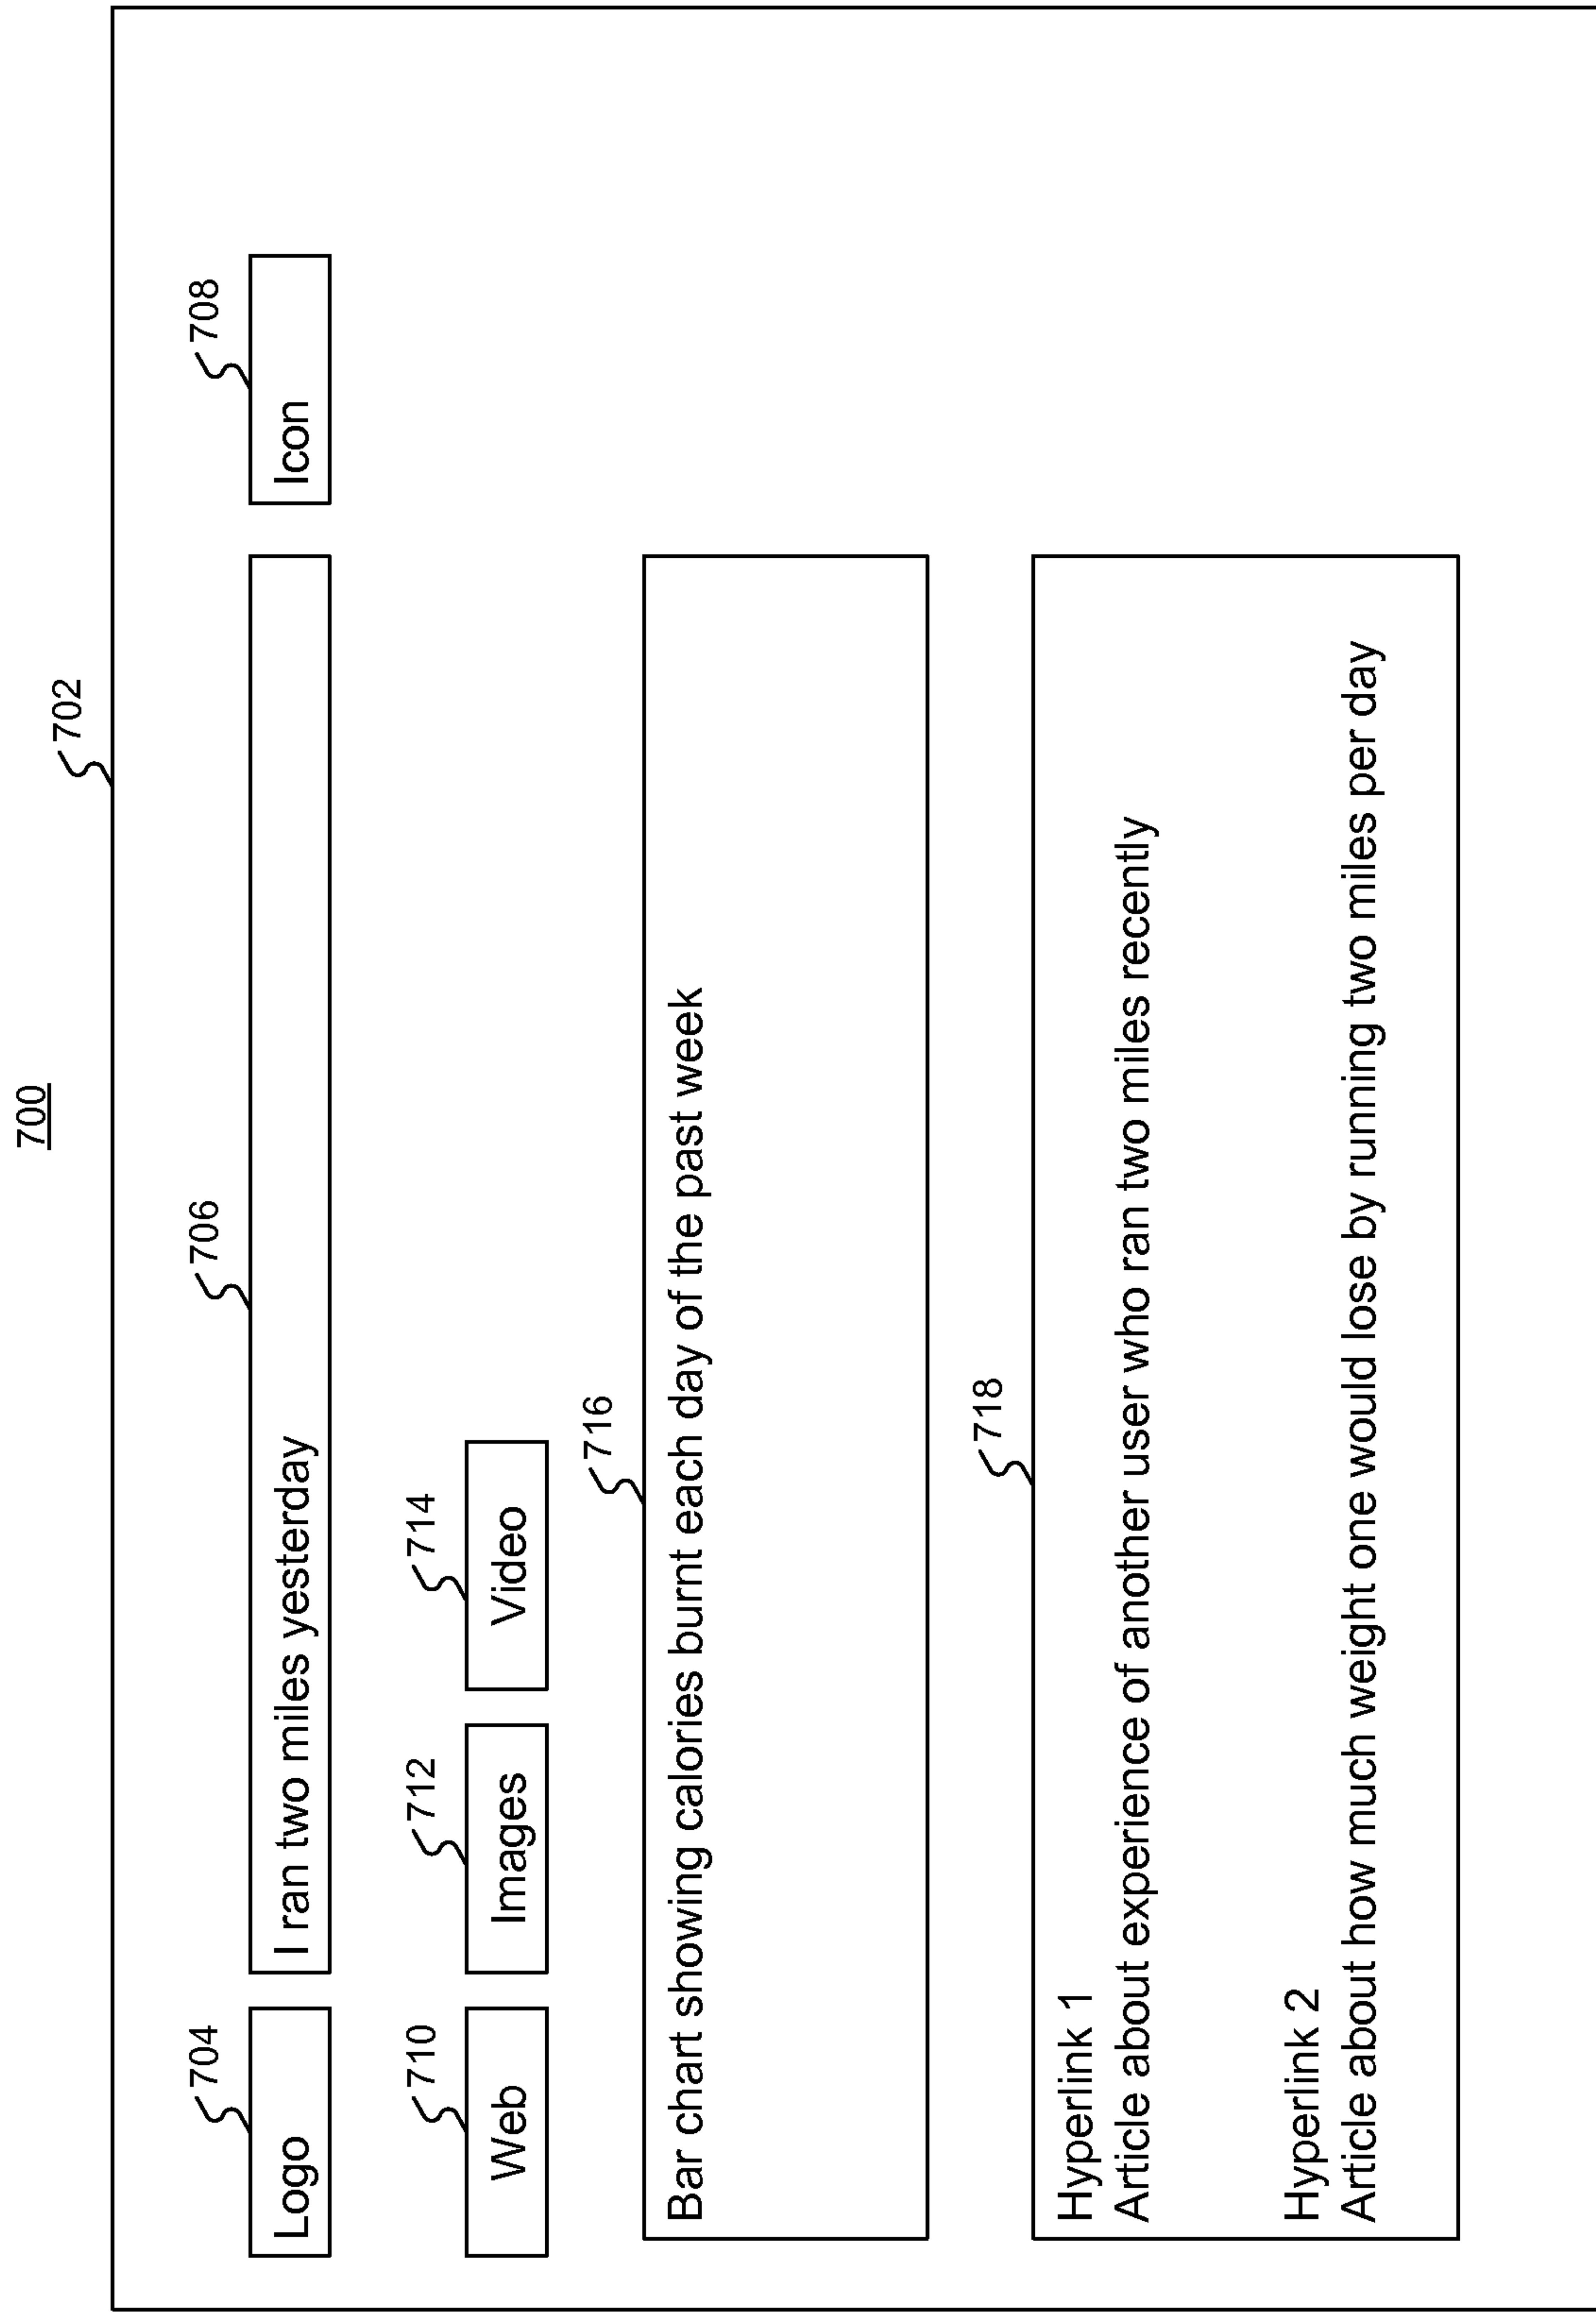 700
702
704
Logo
706
I ran two miles yesterday
708
Icon
710
Web
712
Images
714
Video
716
Bar chart showing calories burnt each day of the past week
718
Hyperlink 1
Article about experience of another user who ran two miles recently
Hyperlink 2
Article about how much weight one would lose by running two miles per day